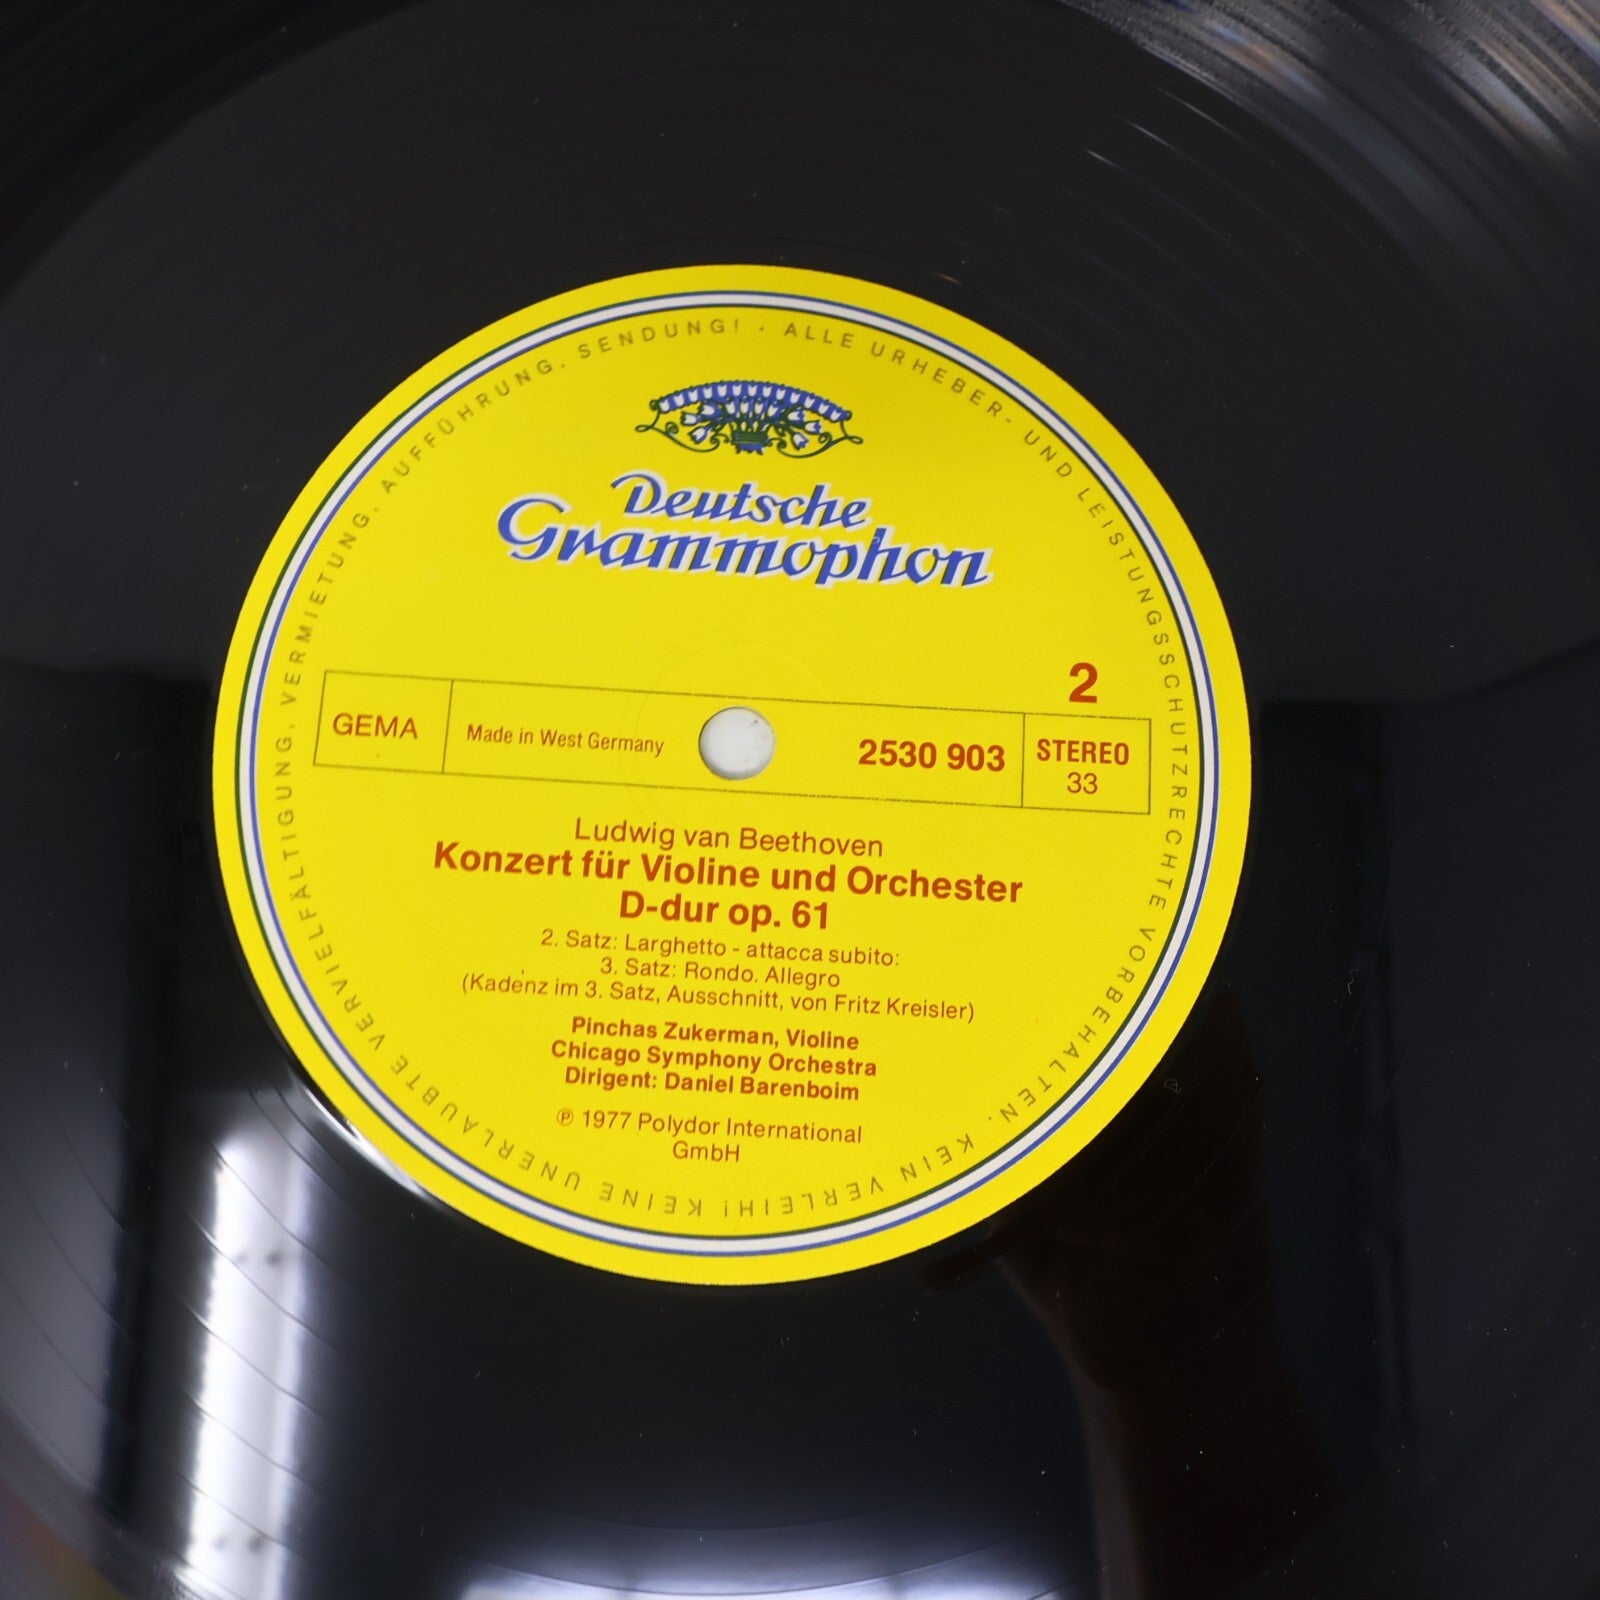 ALLE URHEBER- UND LEISTUNGSSCHUTZRECHTE VORBEHALTEN. KEIN VERLEIH! KEINE UNERLAUBTE VERVIELFÄLTIGUNG, VERMIETUNG, AUFFÜHRUNG, SENDUNG! ·
Deutsche
Grammophon
2
GEMA
Made in West Germany
2530 903
STEREO
33
Ludwig van Beethoven
Konzert für Violine und Orchester
D-dur op. 61
2. Satz: Larghetto - attacca subito:
3. Satz: Rondo. Allegro
(Kadenz im 3. Satz, Ausschnitt, von Fritz Kreisler)
Pinchas Zukerman, Violine
Chicago Symphony Orchestra
Dirigent: Daniel Barenboim
℗ 1977 Polydor International
GmbH